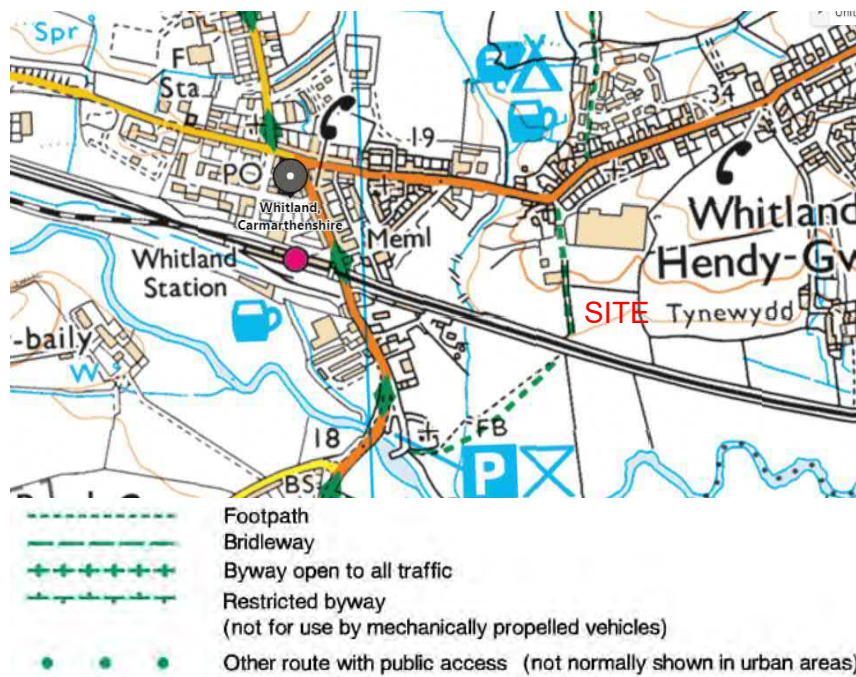 Spr
F
Sta
34
19
PO
Whitland,
Carmarthenshire
Meml
Whitland
Hendy-Gw
Whitland
Station
SITE
Tynewydd
-baily
W
18
FB
P
BS
Footpath
Bridleway
Byway open to all traffic
Restricted byway
(not for use by mechanically propelled vehicles)
Other route with public access (not normally shown in urban areas)